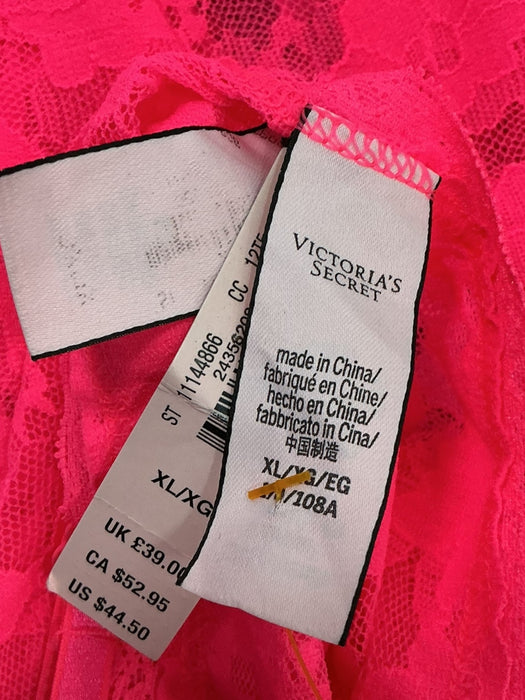 VICTORIA'S
SECRET
made in China/
fabriqué en Chine/
hecho en China/
fabbricato in Cina/
中国制造
XL/XG/EG
/108A
ST 11144866
CC
XL/XG
UK £39.00
CA $52.95
US $44.50